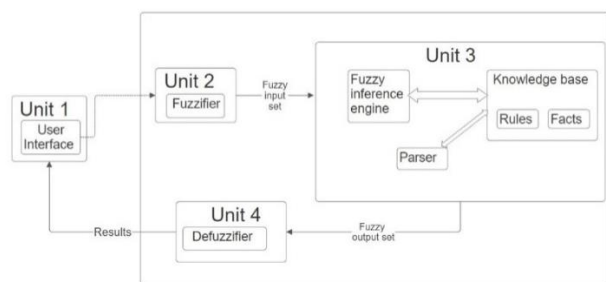 Unit 1
User
Interface
Unit 2
Fuzzifier
Fuzzy
input
set
Unit 3
Fuzzy
inference
engine
Knowledge base
Rules
Facts
Parser
Unit 4
Defuzzifier
Fuzzy
output set
Results